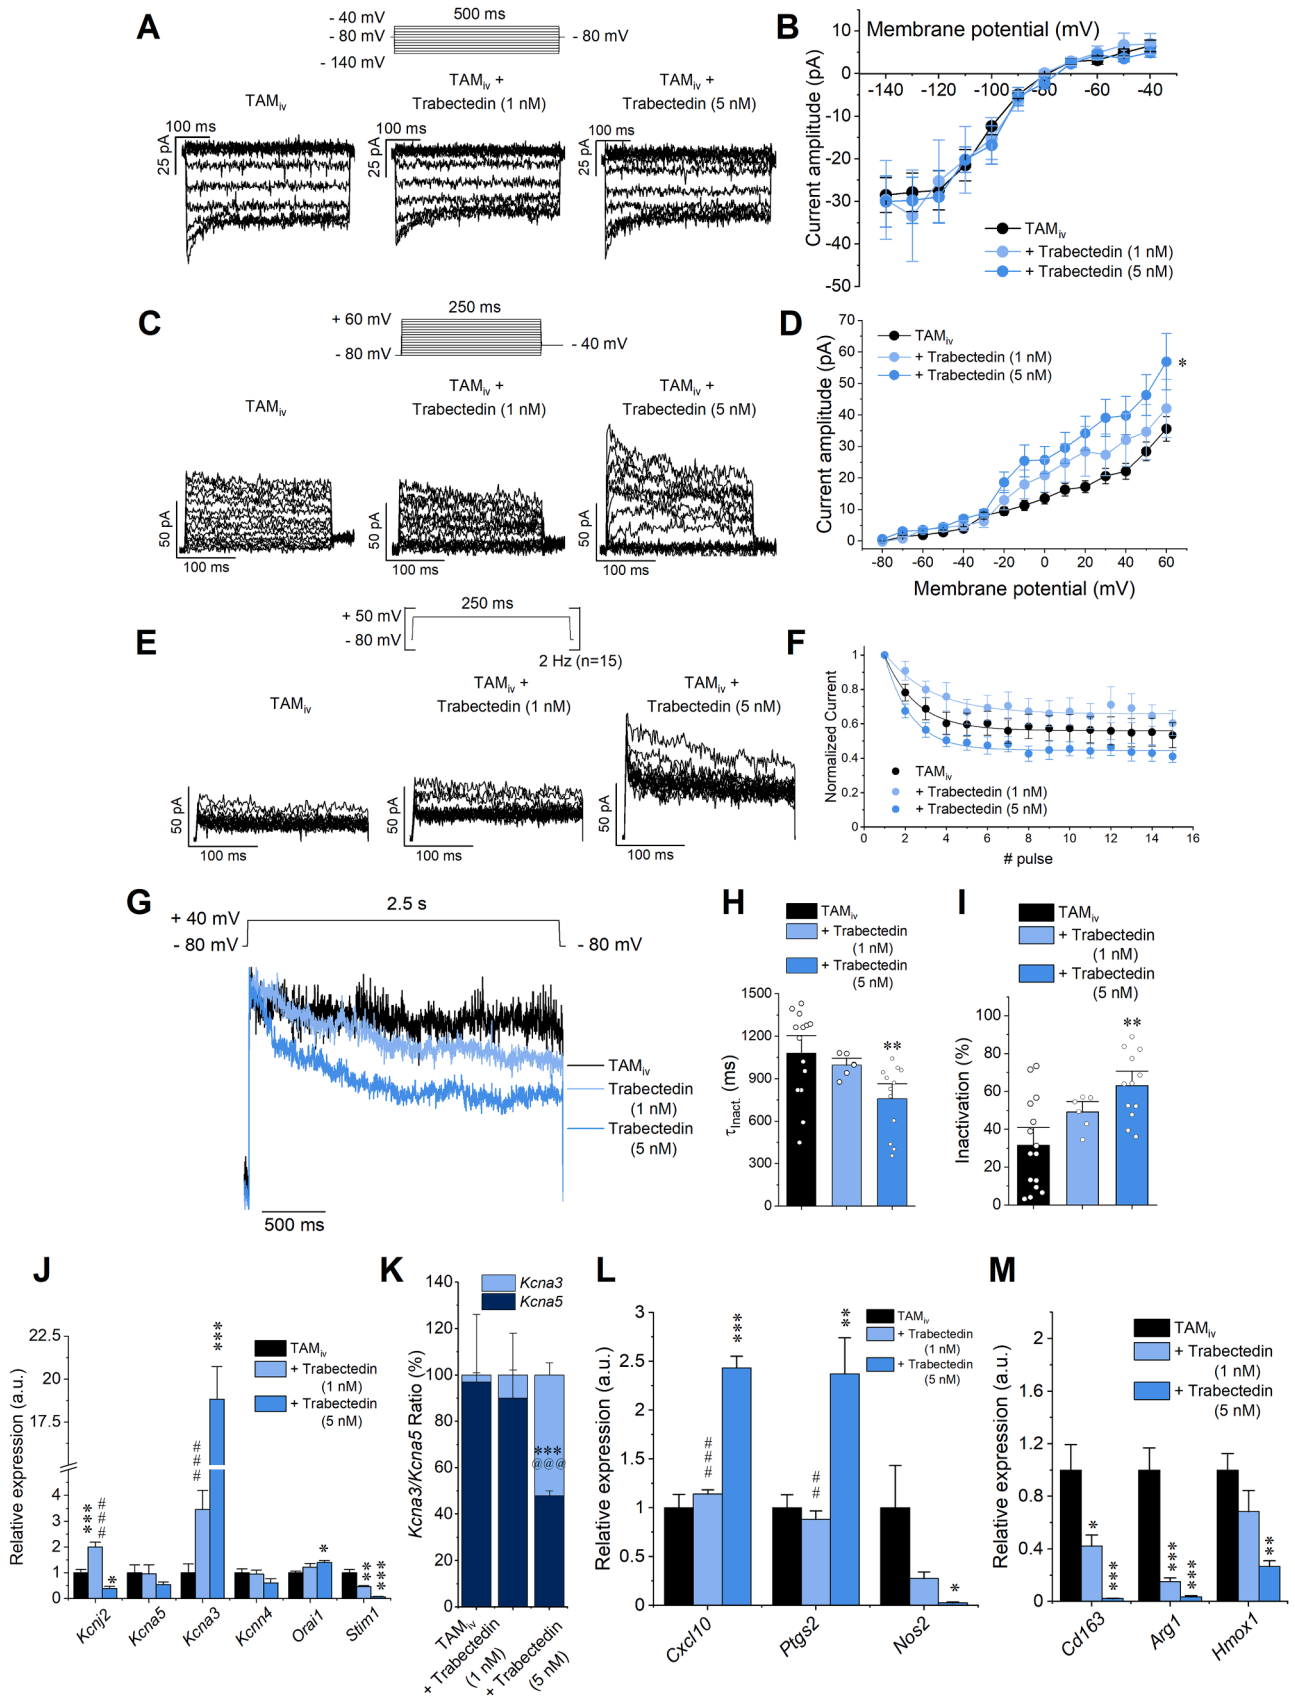 A
- 40 mV
500 ms
- 80 mV
- 80 mV
- 140 mV
TAMiv
TAMiv +
Trabectedin (1 nM)
TAMiv +
Trabectedin (5 nM)
100 ms
25 pA
100 ms
25 pA
100 ms
25 pA
B
Membrane potential (mV)
Current amplitude (pA)
10
0
-10
-20
-30
-40
-50
-140
-120
-100
-80
-60
-40
TAMiv
+ Trabectedin (1 nM)
+ Trabectedin (5 nM)
C
+ 60 mV
250 ms
- 80 mV
- 40 mV
TAMiv
TAMiv +
Trabectedin (1 nM)
TAMiv +
Trabectedin (5 nM)
50 pA
100 ms
50 pA
100 ms
50 pA
100 ms
D
Current amplitude (pA)
70
60
50
40
30
20
10
0
TAMiv
+ Trabectedin (1 nM)
+ Trabectedin (5 nM)
*
-80
-60
-40
-20
0
20
40
60
Membrane potential (mV)
E
+ 50 mV
250 ms
- 80 mV
2 Hz (n=15)
TAMiv
TAMiv +
Trabectedin (1 nM)
TAMiv +
Trabectedin (5 nM)
50 pA
100 ms
50 pA
100 ms
50 pA
100 ms
F
Normalized Current
1
0.8
0.6
0.4
0.2
0
TAMiv
+ Trabectedin (1 nM)
+ Trabectedin (5 nM)
0
2
4
6
8
10
12
14
16
# pulse
G
+ 40 mV
2.5 s
- 80 mV
- 80 mV
TAMiv
Trabectedin
(1 nM)
Trabectedin
(5 nM)
500 ms
H
TAMiv
+ Trabectedin
(1 nM)
+ Trabectedin
(5 nM)
τInact. (ms)
1500
1200
900
600
300
0
**
I
TAMiv
+ Trabectedin
(1 nM)
+ Trabectedin
(5 nM)
Inactivation (%)
100
80
60
40
20
0
**
J
Relative expression (a.u.)
22.5
20
17.5
4
3
2
1
0
TAMiv
+ Trabectedin
(1 nM)
+ Trabectedin
(5 nM)
***
###
*
###
***
*
**
***
Kcnj2
Kcna5
Kcna3
Kcnn4
Orai1
Stim1
K
Kcna3/Kcna5 Ratio (%)
140
120
100
80
60
40
20
0
Kcna3
Kcna5
***
@@@
TAMiv
+ Trabectedin
(1 nM)
+ Trabectedin
(5 nM)
L
Relative expression (a.u.)
3
2.5
2
1.5
1
0.5
0
TAMiv
+ Trabectedin
(1 nM)
+ Trabectedin
(5 nM)
###
***
##
**
*
Cxcl10
Ptgs2
Nos2
M
Relative expression (a.u.)
2
1.6
1.2
0.8
0.4
0
TAMiv
+ Trabectedin
(1 nM)
+ Trabectedin
(5 nM)
*
***
***
***
**
Cd163
Arg1
Hmox1